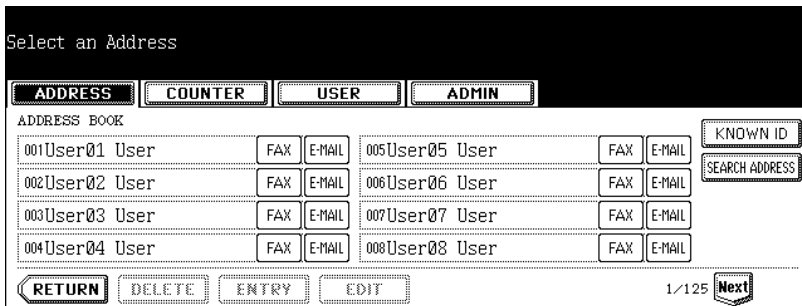 Select an Address
ADDRESS COUNTER USER ADMIN
ADDRESS BOOK
KNOWN ID
001User01 User FAX E-MAIL 005User05 User FAX E-MAIL
SEARCH ADDRESS
002User02 User FAX E-MAIL 006User06 User FAX E-MAIL
003User03 User FAX E-MAIL 007User07 User FAX E-MAIL
004User04 User FAX E-MAIL 008User08 User FAX E-MAIL
RETURN DELETE ENTRY EDIT 1/125 Next